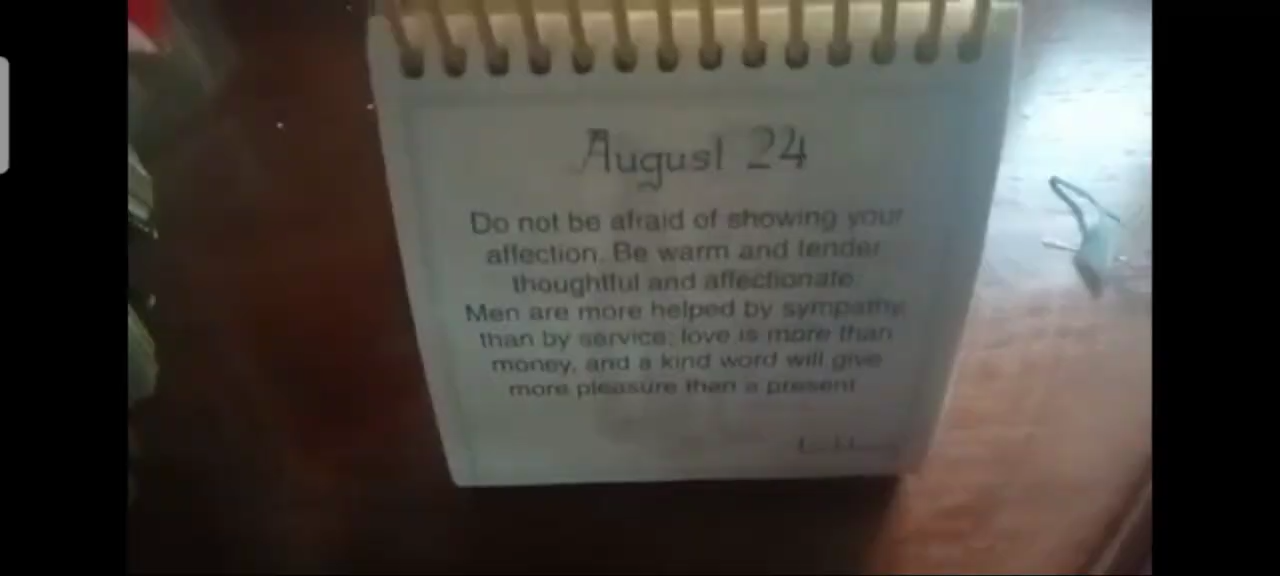 August 24
Do not be afraid of showing your
affection. Be warm and tender
thoughtful and affectionate.
Men are more helped by sympathy
than by service; love is more than
money, and a kind word will give
more pleasure than a present